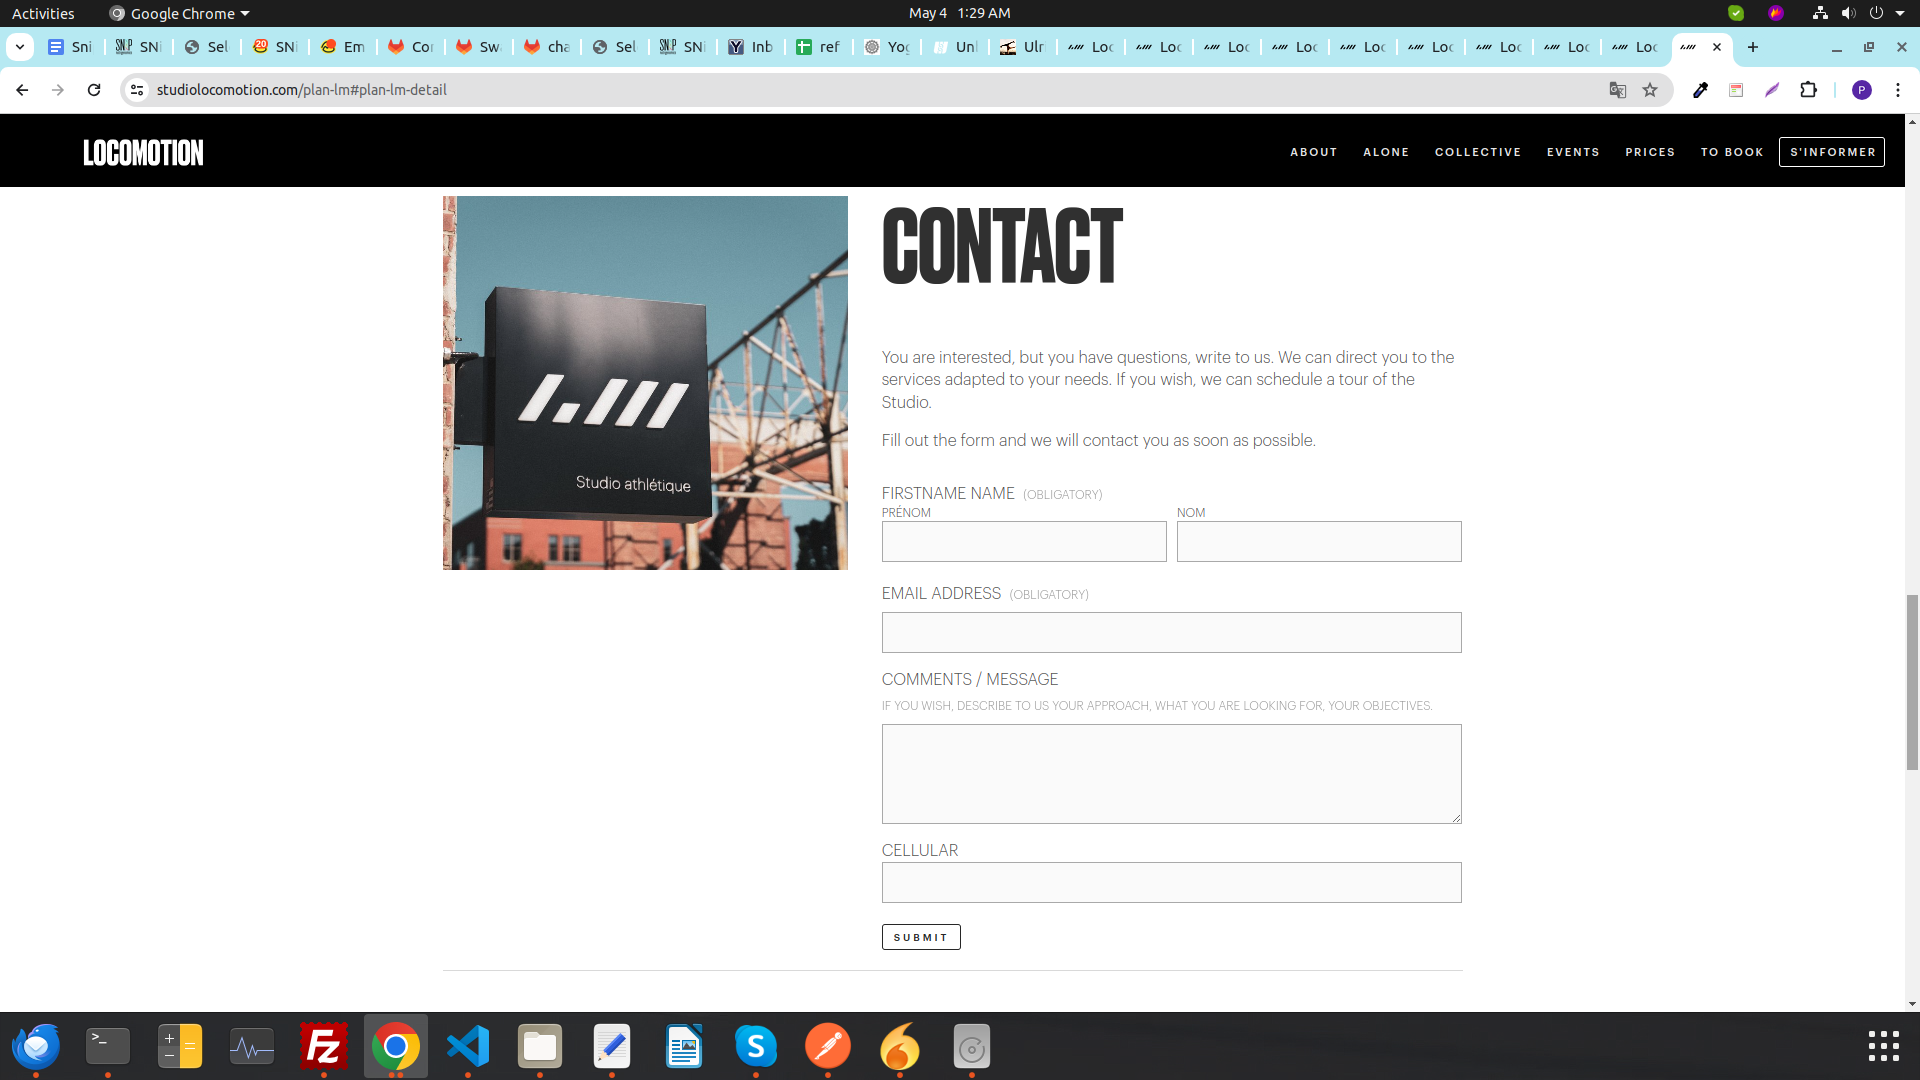 Activities
Google Chrome
May 4 1:29 AM
Sni
SNi
Sel
SNi
Em
Cor
Swa
cha
Sel
SNi
Inb
ref
Yog
Unl
Ulr
Loc
Loc
Loc
Loc
Loc
Loc
Loc
Loc
Loc
studiolocomotion.com/plan-lm#plan-lm-detail
P
LOCOMOTION
ABOUT
ALONE
COLLECTIVE
EVENTS
PRICES
TO BOOK
S'INFORMER
Studio athlétique
CONTACT
You are interested, but you have questions, write to us. We can direct you to the
services adapted to your needs. If you wish, we can schedule a tour of the
Studio.
Fill out the form and we will contact you as soon as possible.
FIRSTNAME NAME (OBLIGATORY)
PRÉNOM
NOM
EMAIL ADDRESS (OBLIGATORY)
COMMENTS / MESSAGE
IF YOU WISH, DESCRIBE TO US YOUR APPROACH, WHAT YOU ARE LOOKING FOR, YOUR OBJECTIVES.
CELLULAR
SUBMIT